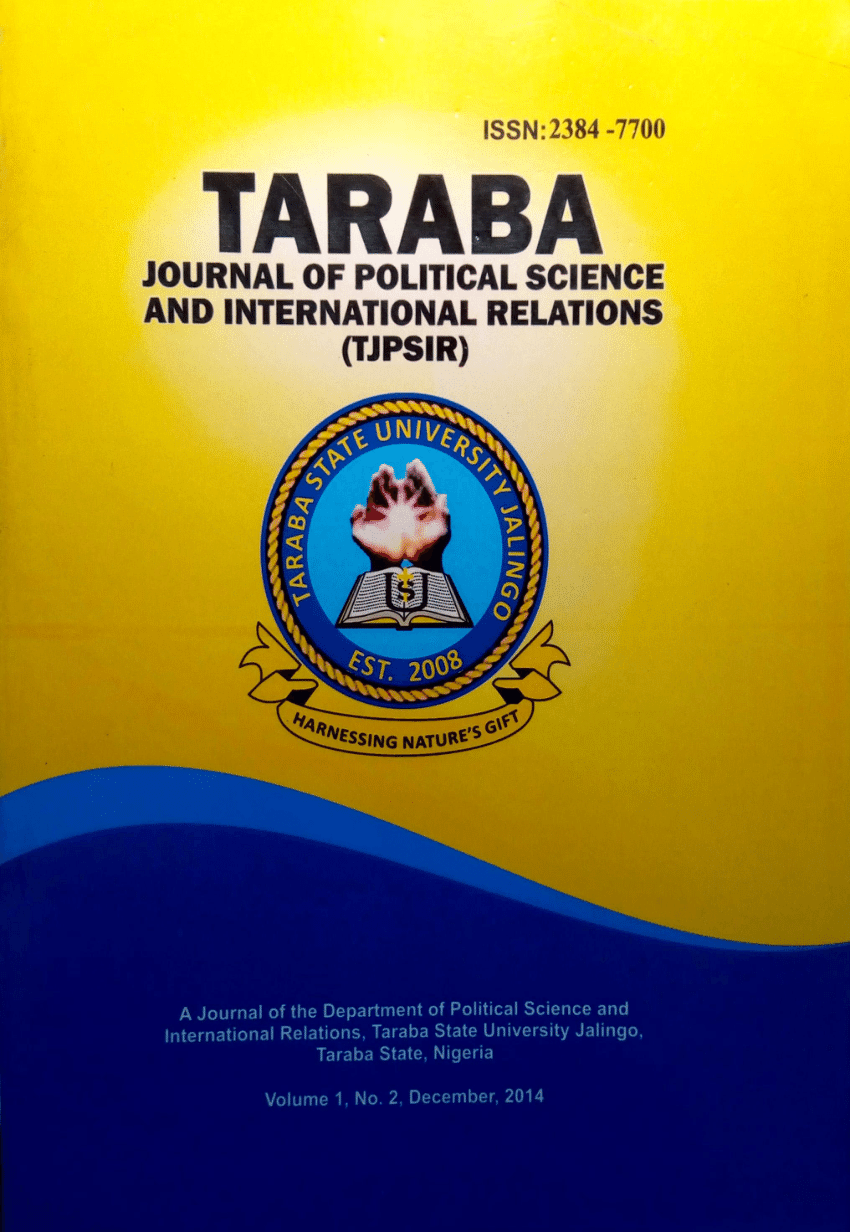 ISSN:2384 -7700
TARABA
JOURNAL OF POLITICAL SCIENCE
AND INTERNATIONAL RELATIONS
(TJPSIR)
TARABA STATE UNIVERSITY JALINGO
UST
EST. 2008
HARNESSING NATURE'S GIFT
A Journal of the Department of Political Science and
International Relations, Taraba State University Jalingo,
Taraba State, Nigeria
Volume 1, No. 2, December, 2014